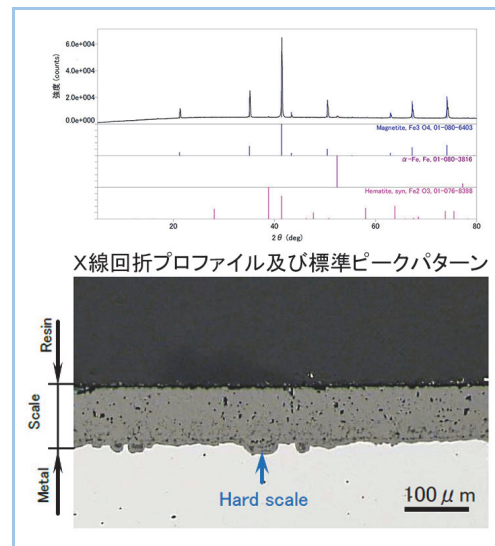 強度 (counts)
6.0e+004
4.0e+004
2.0e+004
0.0e+000
Magnetite, Fe3 O4, 01-080-6403
α-Fe, Fe, 01-080-3816
Hematite, syn, Fe2 O3, 01-076-8398
20
40
60
80
2θ (deg)
X線回折プロファイル及び標準ピークパターン
Resin
Scale
Metal
Hard scale
100μm